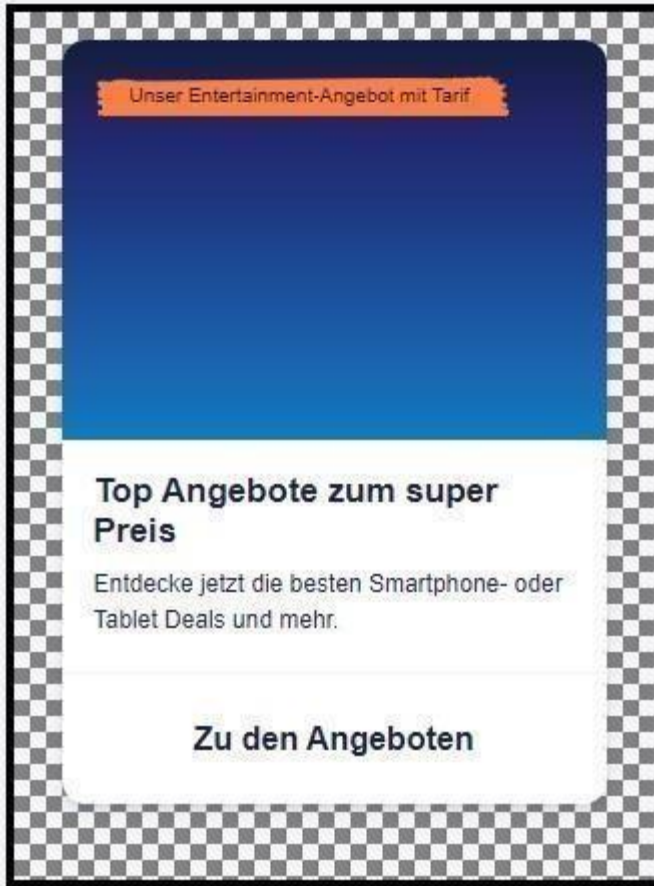 Unser Entertainment-Angebot mit Tarif
Top Angebote zum super
Preis
Entdecke jetzt die besten Smartphone- oder
Tablet Deals und mehr.
Zu den Angeboten